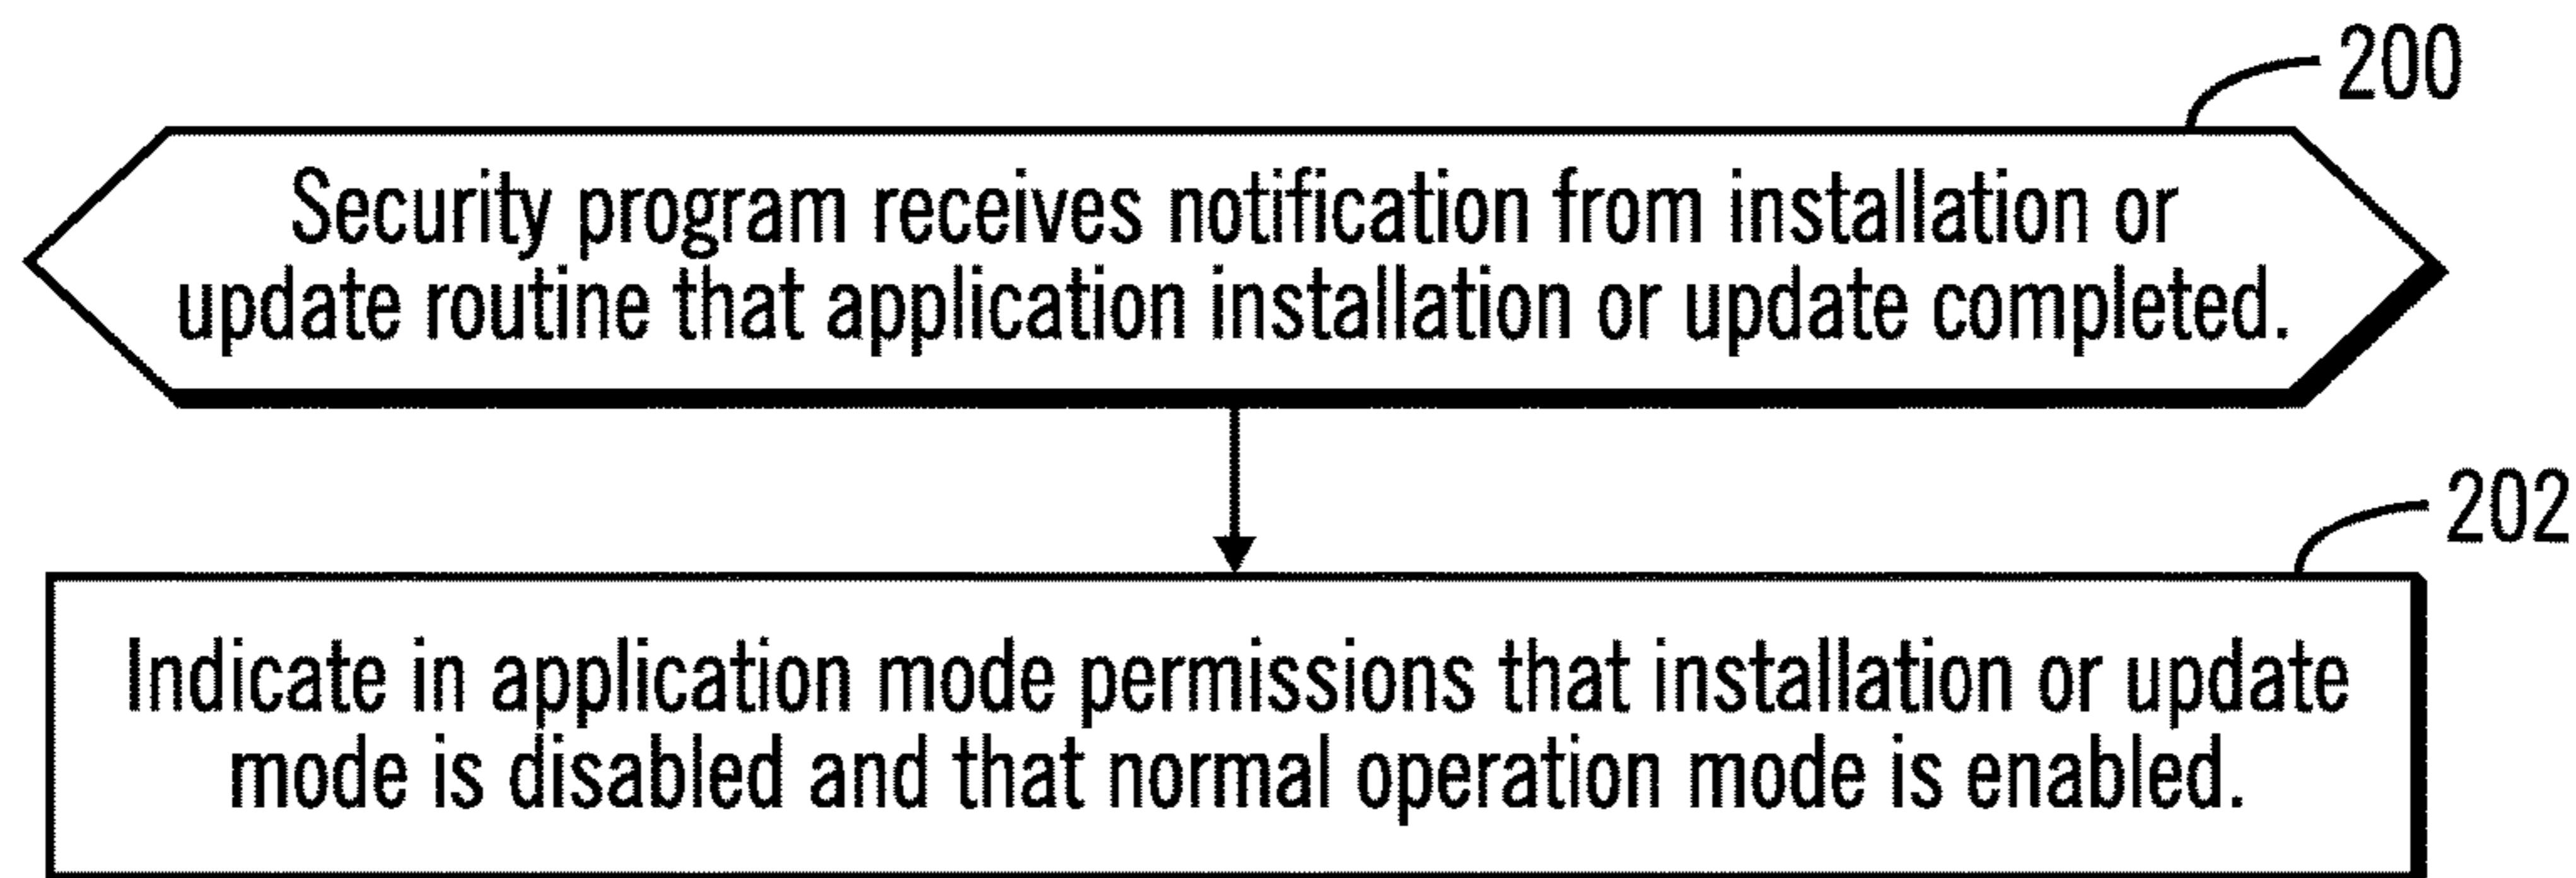 200
Security program receives notification from installation or
update routine that application installation or update completed.
202
Indicate in application mode permissions that installation or update
mode is disabled and that normal operation mode is enabled.